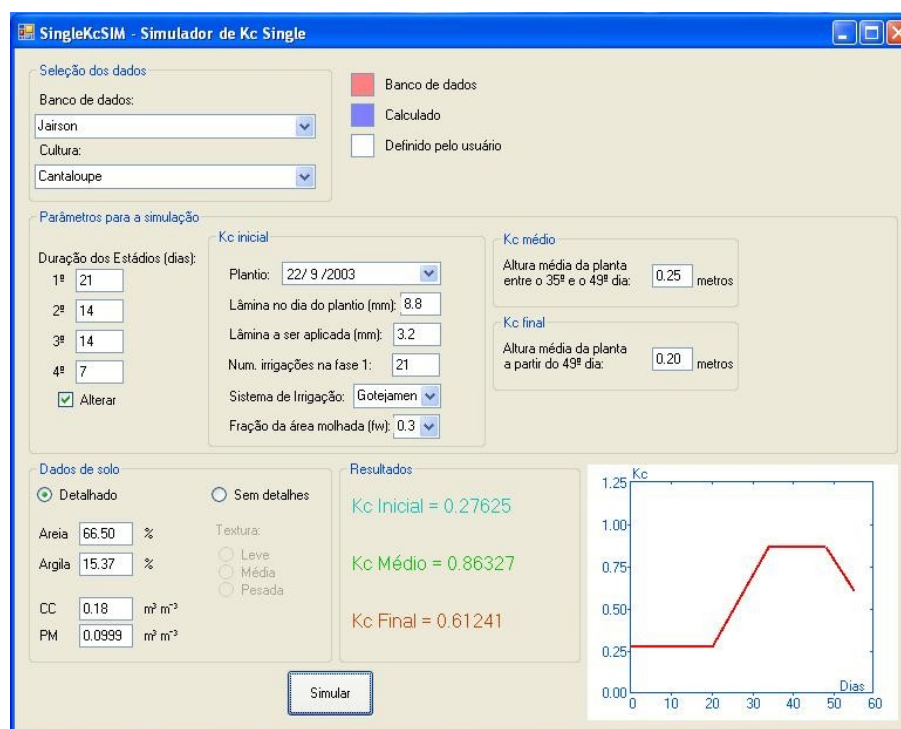 SingleKcSIM - Simulador de Kc Single
Seleção dos dados
Banco de dados:
Jairson
Cultura:
Cantaloupe
Banco de dados
Calculado
Definido pelo usuário
Parâmetros para a simulação
Duração dos Estádios (dias):
1º 21
2º 14
3º 14
4º 7
Alterar
Kc inicial
Plantio: 22/ 9 /2003
Lâmina no dia do plantio (mm): 8.8
Lâmina a ser aplicada (mm): 3.2
Num. irrigações na fase 1: 21
Sistema de Irrigação: Gotejamen
Fração da área molhada (fw): 0.3
Kc médio
Altura média da planta
entre o 35º e o 49º dia: 0.25 metros
Kc final
Altura média da planta
a partir do 49º dia: 0.20 metros
Dados de solo
Detalhado
Sem detalhes
Areia 66.50 %
Argila 15.37 %
CC 0.18 m³ m⁻³
PM 0.0999 m³ m⁻³
Textura:
Leve
Média
Pesada
Resultados
Kc Inicial = 0.27625
Kc Médio = 0.86327
Kc Final = 0.61241
Kc
1.25
1.00
0.75
0.50
0.25
0.00
0 10 20 30 40 50 60
Dias
Simular